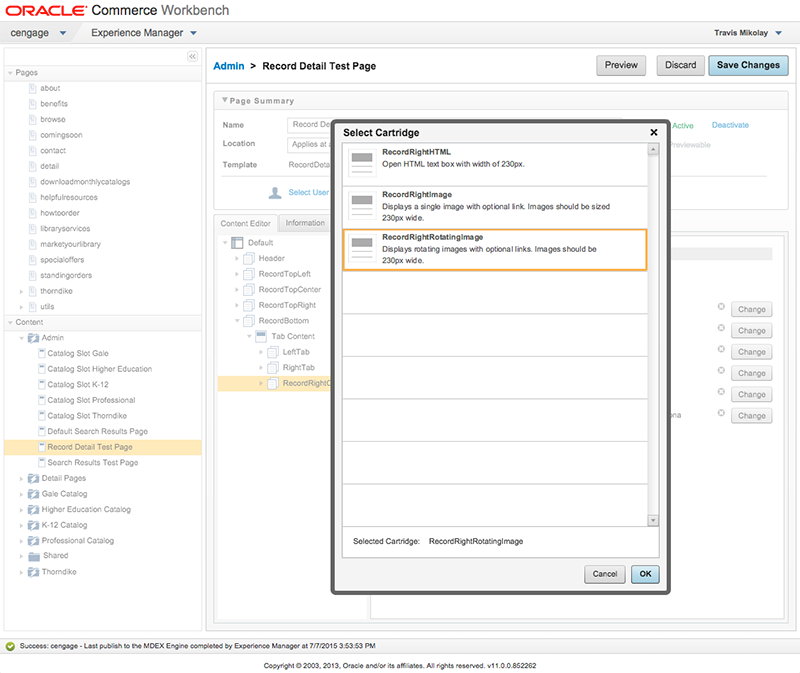 ORACLE Commerce Workbench
cengage Experience Manager Travis Mikolay
Pages
about
benefits
browse
comingsoon
contact
detail
downloadmonthlycatalogs
helpfulresources
howtoorder
libraryservices
marketyourlibrary
specialoffers
standingorders
thorndike
utils
Content
Admin
Catalog Slot Gale
Catalog Slot Higher Education
Catalog Slot K-12
Catalog Slot Professional
Catalog Slot Thorndike
Default Search Results Page
Record Detail Test Page
Search Results Test Page
Detail Pages
Gale Catalog
Higher Education Catalog
K-12 Catalog
Professional Catalog
Shared
Thorndike
Admin > Record Detail Test Page
Preview Discard Save Changes
Page Summary
Name Record De
Location Applies at a
Template RecordDeta
Select User
Active Deactivate
Previewable
Content Editor Information
Default
Header
RecordTopLeft
RecordTopCenter
RecordTopRight
RecordBottom
Tab Content
LeftTab
RightTab
RecordRightC
Change
Change
Change
Change
Change
ona Change
Select Cartridge
RecordRightHTML
Open HTML text box with width of 230px.
RecordRightImage
Displays a single image with optional link. Images should be sized
230px wide.
RecordRightRotatingImage
Displays rotating images with optional links. Images should be
230px wide.
Selected Cartridge: RecordRightRotatingImage
Cancel OK
Success: cengage - Last publish to the MDEX Engine completed by Experience Manager at 7/7/2015 3:53:53 PM
Copyright © 2003, 2013, Oracle and/or its affiliates. All rights reserved. v11.0.0.852262